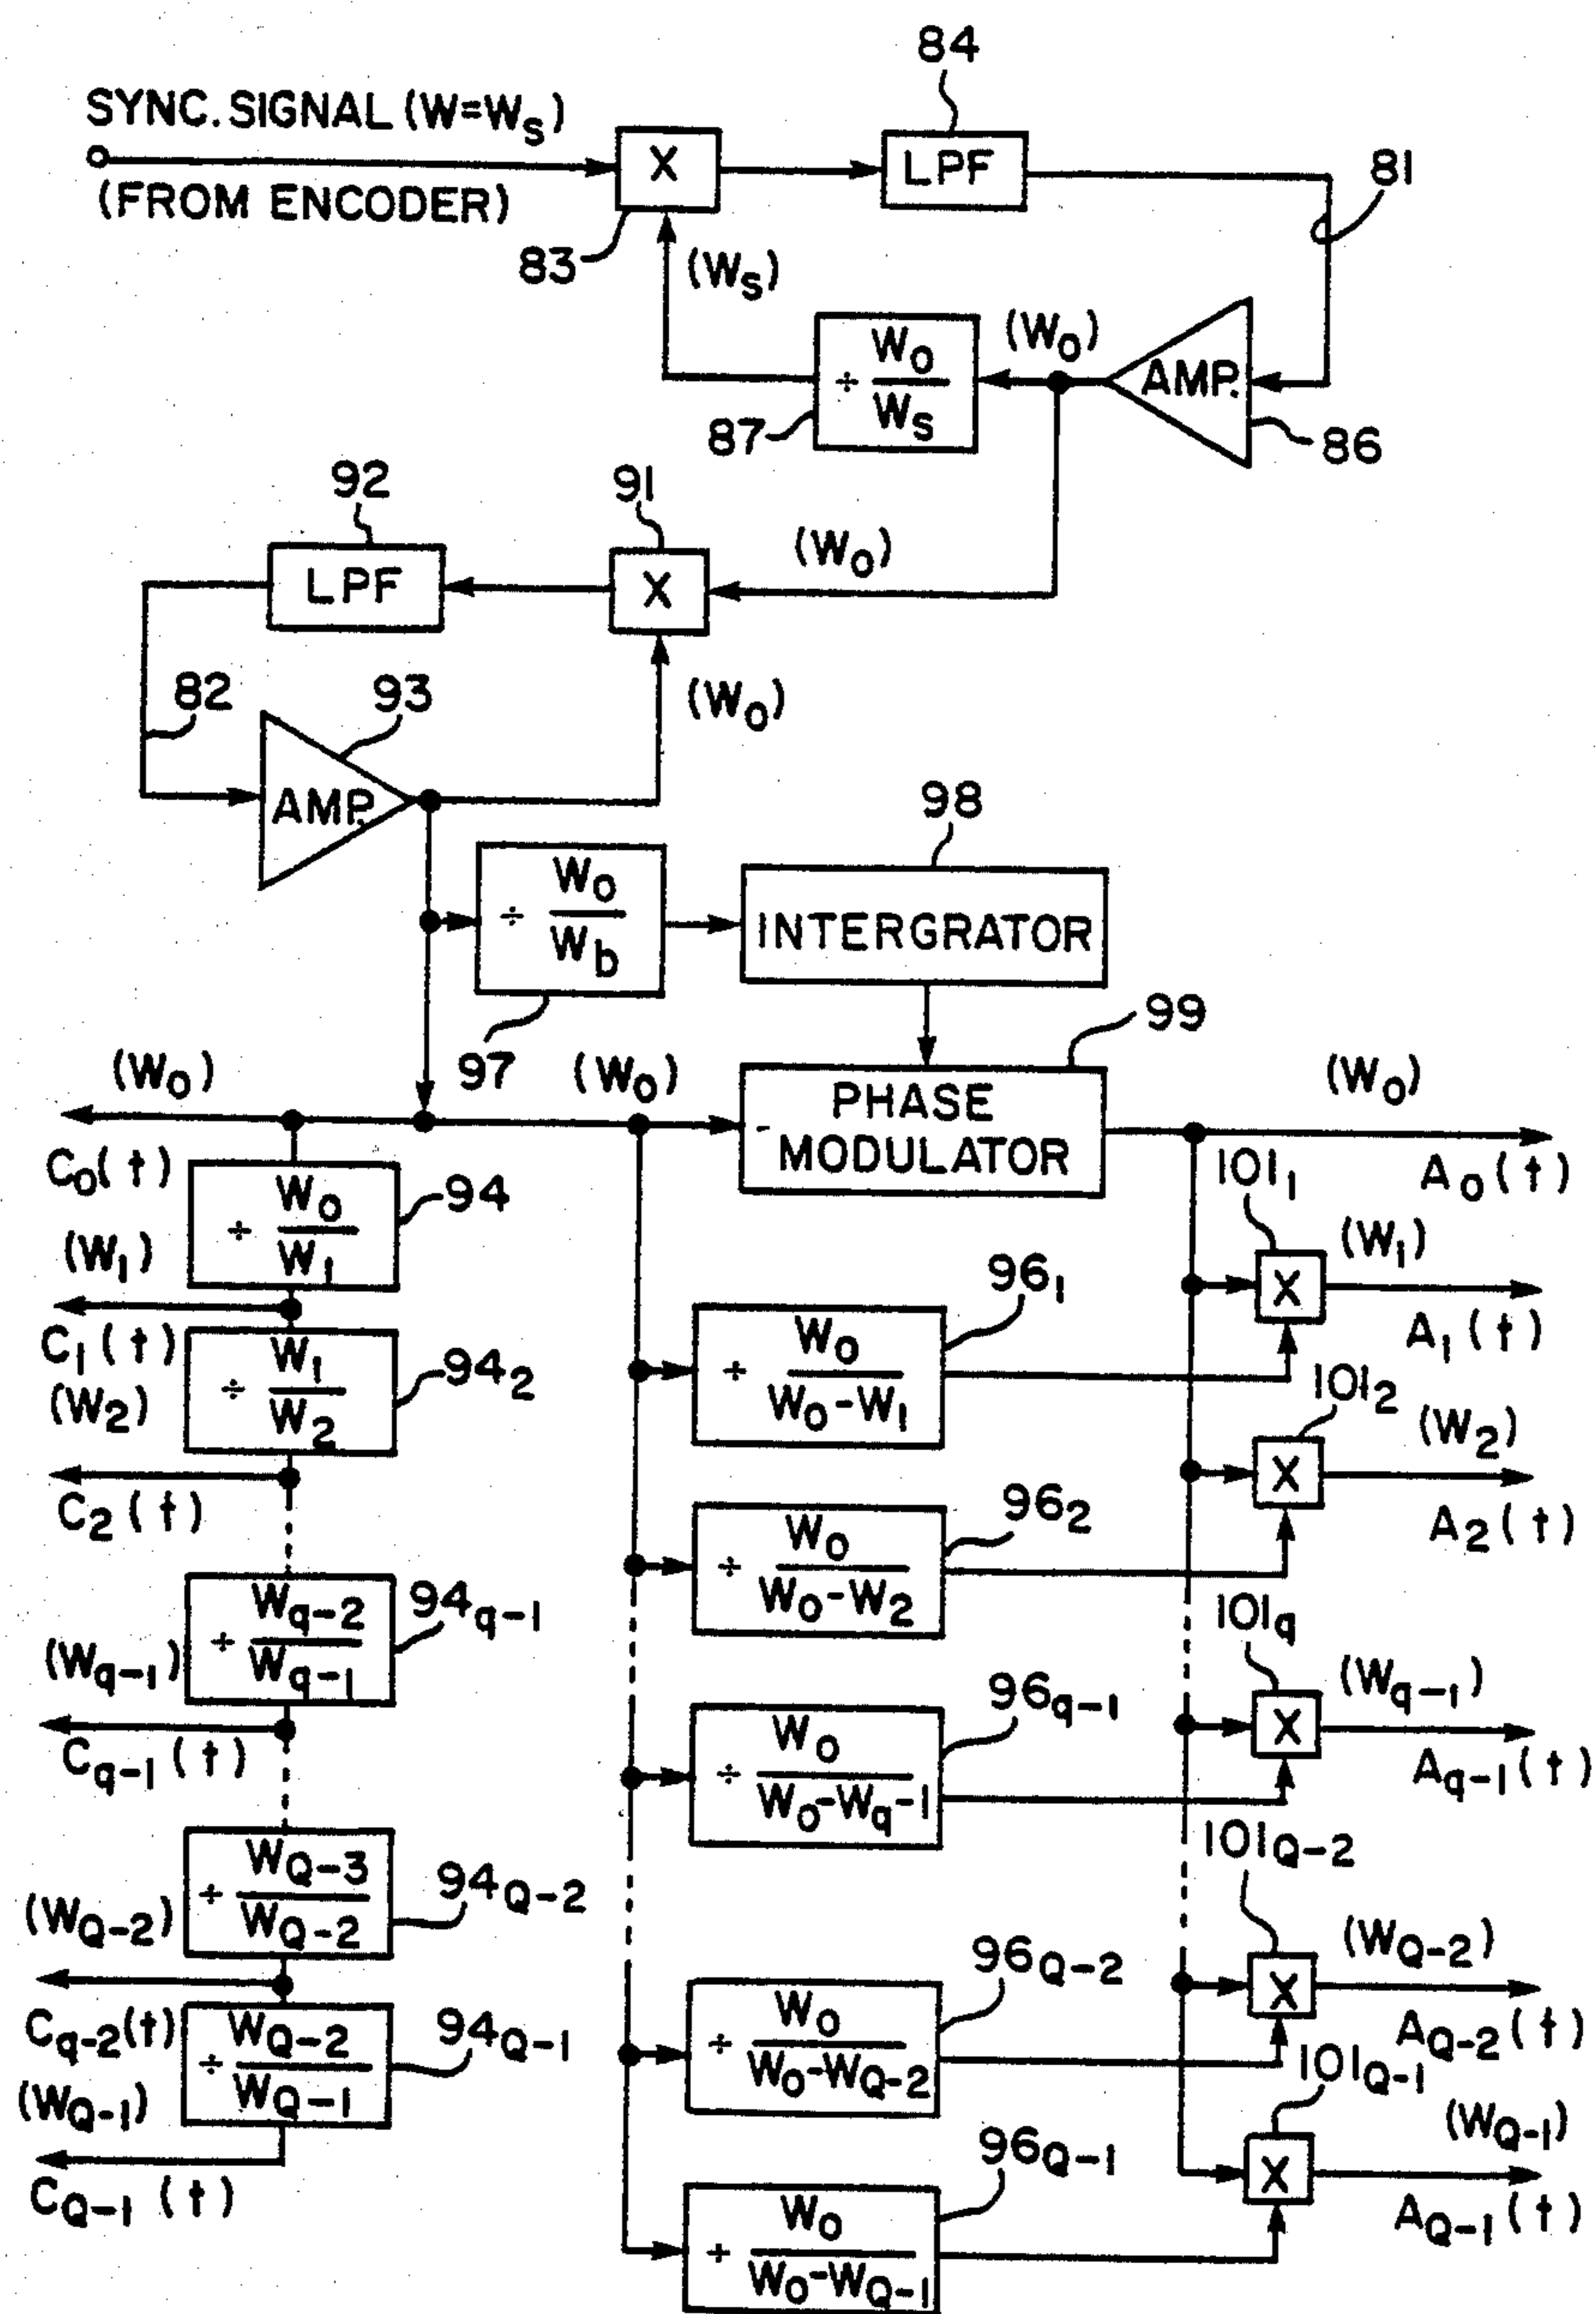 84
SYNC. SIGNAL (W=Ws)
(FROM ENCODER)
X
LPF
81
83
(Ws)
(W0)
÷ W0/Ws
AMP.
87
86
92
91
(W0)
LPF
X
82
93
(W0)
AMP.
98
÷ W0/Wb
INTERGRATOR
99
97
(W0)
(W0)
(W0)
PHASE
MODULATOR
C0(t)
A0(t)
÷ W0/W1
94
101₁
(W1)
(W1)
96₁
X
C1(t)
A1(t)
÷ W1/W2
94₂
÷ W0/(W0-W1)
101₂
(W2)
(W2)
X
C2(t)
96₂
A2(t)
÷ W0/(W0-W2)
÷ Wq-2/Wq-1
94q-1
101q
(Wq-1)
(Wq-1)
96q-1
X
Cq-1(t)
Aq-1(t)
÷ W0/(W0-Wq-1)
÷ WQ-3/WQ-2
94Q-2
101Q-2
(WQ-2)
(WQ-2)
96Q-2
X
Cq-2(t)
AQ-2(t)
÷ WQ-2/WQ-1
94Q-1
÷ W0/(W0-WQ-2)
101Q-1
(WQ-1)
(WQ-1)
96Q-1
X
CQ-1(t)
AQ-1(t)
÷ W0/(W0-WQ-1)